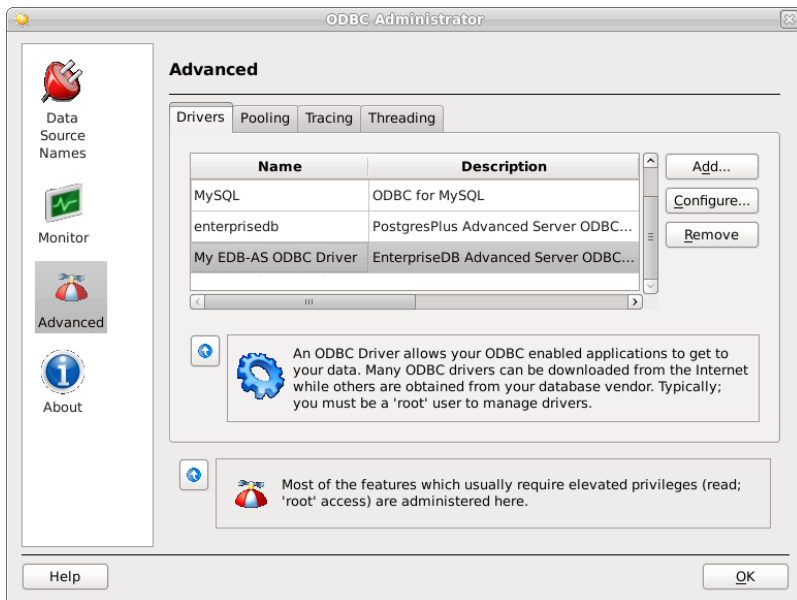 ODBC Administrator
Data
Source
Names
Monitor
Advanced
About
Advanced
Drivers Pooling Tracing Threading
Name Description
MySQL ODBC for MySQL
enterprisedb PostgresPlus Advanced Server ODBC...
My EDB-AS ODBC Driver EnterpriseDB Advanced Server ODBC...
Add...
Configure...
Remove
An ODBC Driver allows your ODBC enabled applications to get to
your data. Many ODBC drivers can be downloaded from the Internet
while others are obtained from your database vendor. Typically;
you must be a 'root' user to manage drivers.
Most of the features which usually require elevated privileges (read;
'root' access) are administered here.
Help
OK